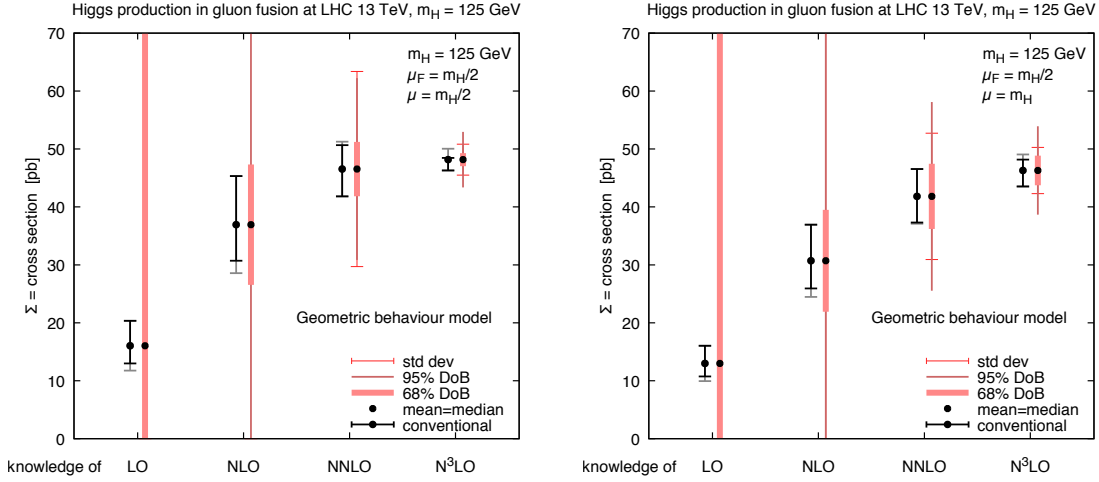 Higgs production in gluon fusion at LHC 13 TeV, m_H = 125 GeV
70
60
50
40
30
20
10
0
Σ = cross section [pb]
m_H = 125 GeV
μ_F = m_H/2
μ = m_H/2
Geometric behaviour model
std dev
95% DoB
68% DoB
mean=median
conventional
knowledge of LO NLO NNLO N³LO
Higgs production in gluon fusion at LHC 13 TeV, m_H = 125 GeV
70
60
50
40
30
20
10
0
Σ = cross section [pb]
m_H = 125 GeV
μ_F = m_H/2
μ = m_H
Geometric behaviour model
std dev
95% DoB
68% DoB
mean=median
conventional
knowledge of LO NLO NNLO N³LO